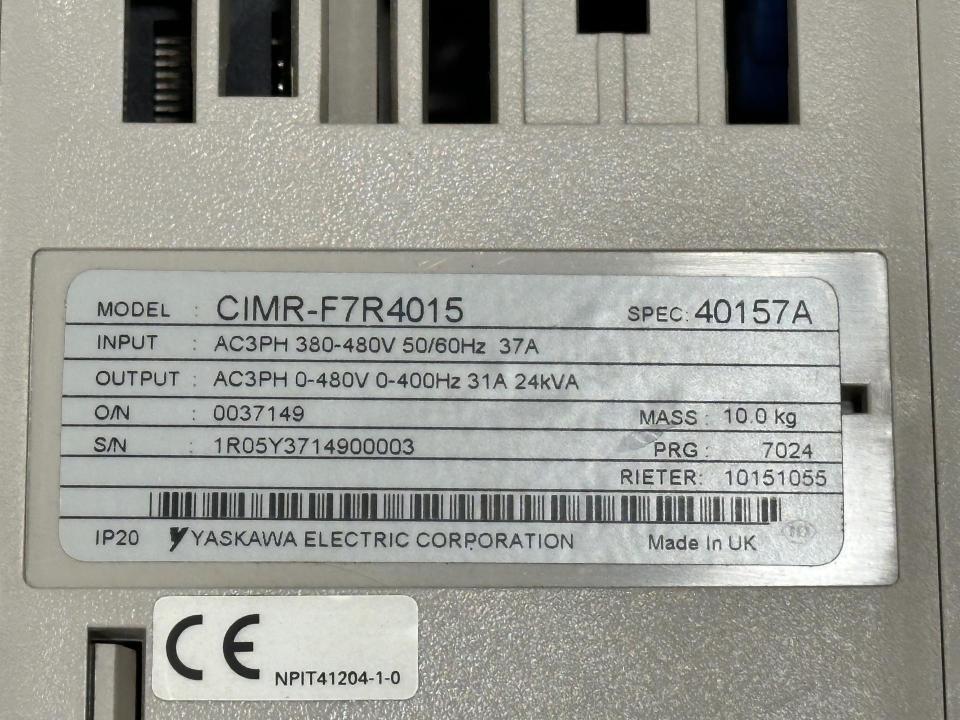 MODEL : CIMR-F7R4015 SPEC: 40157A
INPUT : AC3PH 380-480V 50/60Hz 37A
OUTPUT : AC3PH 0-480V 0-400Hz 31A 24kVA
O/N : 0037149 MASS : 10.0 kg
S/N : 1R05Y3714900003 PRG : 7024
RIETER: 10151055
IP20 YASKAWA ELECTRIC CORPORATION Made In UK
CE
NPIT41204-1-0